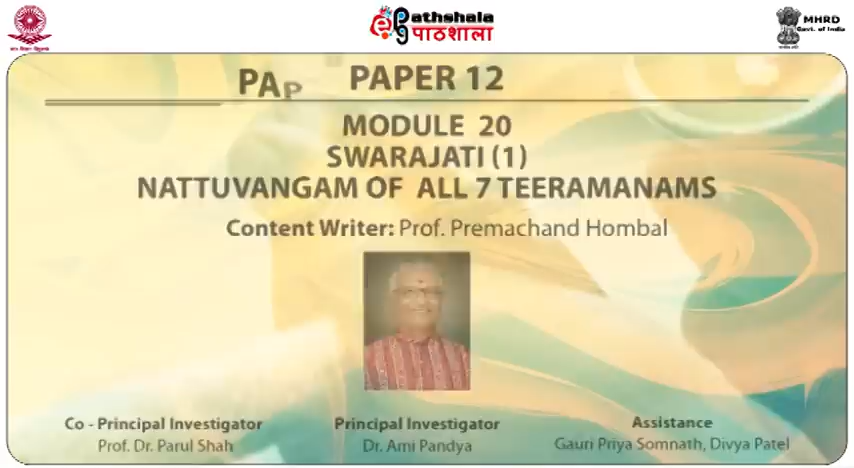 Pathshala
पाठशाला
MHRD
Govt. of India
PAP PAPER 12
MODULE 20
SWARAJATI (1)
NATTUVANGAM OF ALL 7 TEERAMANAMS
Content Writer: Prof. Premachand Hombal
Co - Principal Investigator
Prof. Dr. Parul Shah
Principal Investigator
Dr. Ami Pandya
Assistance
Gauri Priya Somnath, Divya Patel